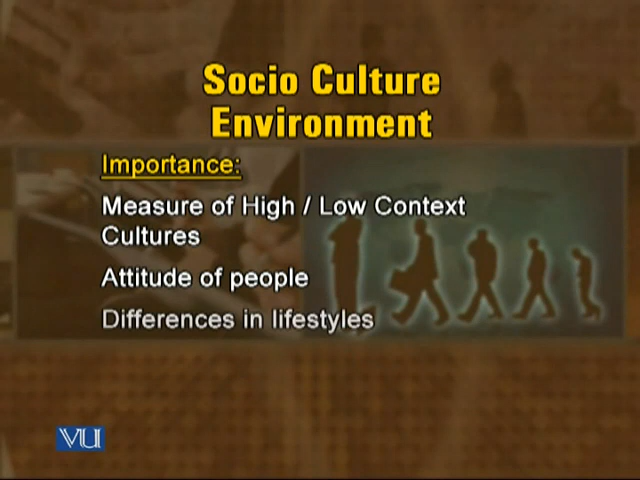 Socio Culture
Environment
Importance:
Measure of High / Low Context
Cultures
Attitude of people
Differences in lifestyles
VU